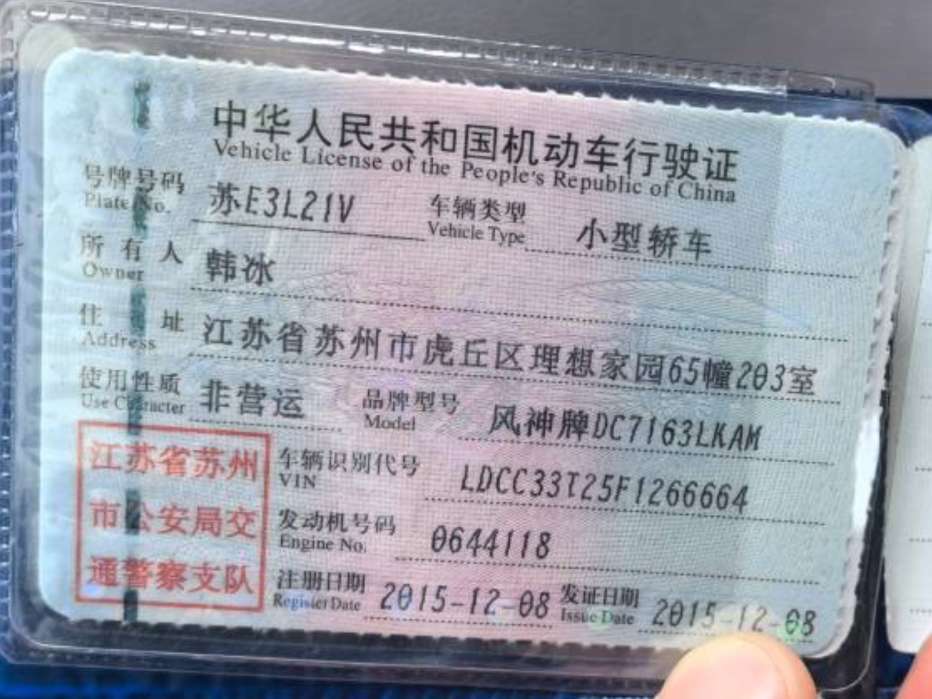 中华人民共和国机动车行驶证
Vehicle License of the People's Republic of China
号牌号码 苏E3L21V 车辆类型 小型轿车
Plate No. Vehicle Type
所有人 韩冰
Owner
住址 江苏省苏州市虎丘区理想家园65幢203室
Address
使用性质 非营运 品牌型号 风神牌DC7163LKAM
Use Character Model
江苏省苏州
市公安局交
通警察支队
车辆识别代号 LDCC33T25F1266664
VIN
发动机号码 0644118
Engine No.
注册日期 2015-12-08 发证日期 2015-12-08
Register Date Issue Date